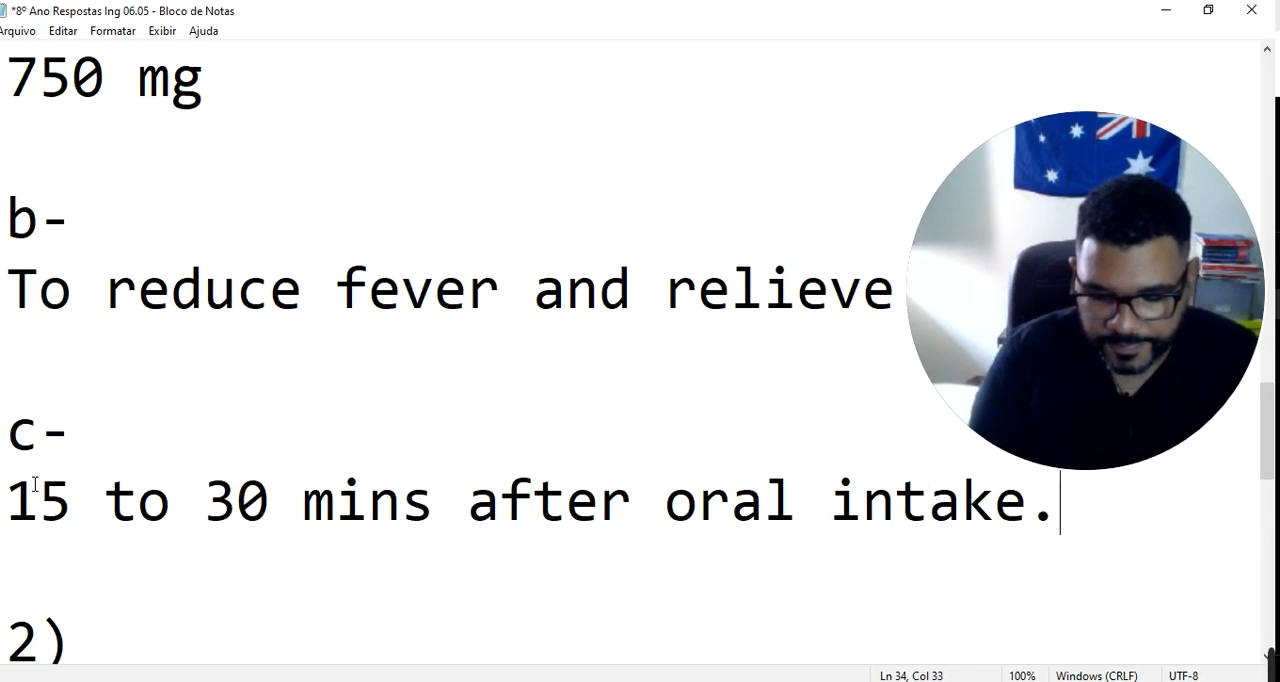 *8º Ano Respostas Ing 06.05 - Bloco de Notas
Arquivo Editar Formatar Exibir Ajuda
750 mg
b-
To reduce fever and relieve
c-
15 to 30 mins after oral intake.
2)
Ln 34, Col 33 100% Windows (CRLF) UTF-8